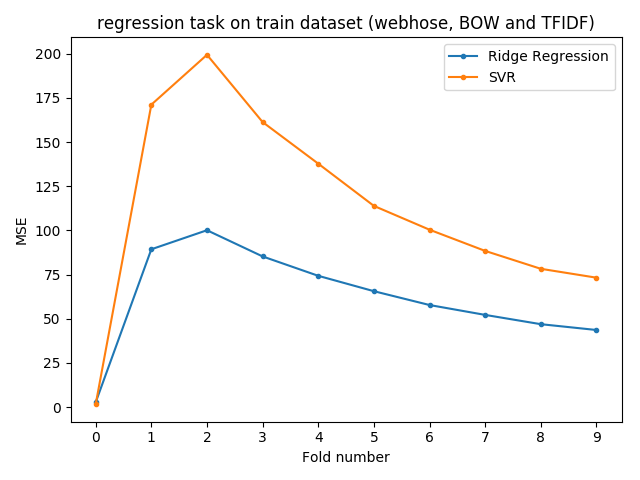 regression task on train dataset (webhose, BOW and TFIDF)
Ridge Regression
SVR
200
175
150
125
100
75
50
25
0
MSE
0 1 2 3 4 5 6 7 8 9
Fold number